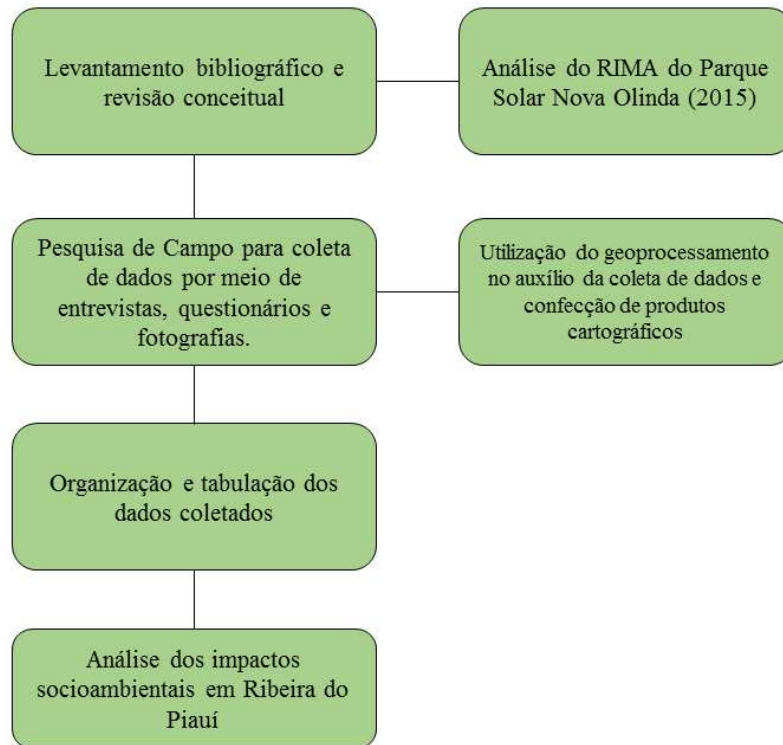 Levantamento bibliográfico e
revisão conceitual
Análise do RIMA do Parque
Solar Nova Olinda (2015)
Pesquisa de Campo para coleta
de dados por meio de
entrevistas, questionários e
fotografias.
Utilização do geoprocessamento
no auxílio da coleta de dados e
confecção de produtos
cartográficos
Organização e tabulação dos
dados coletados
Análise dos impactos
socioambientais em Ribeira do
Piauí